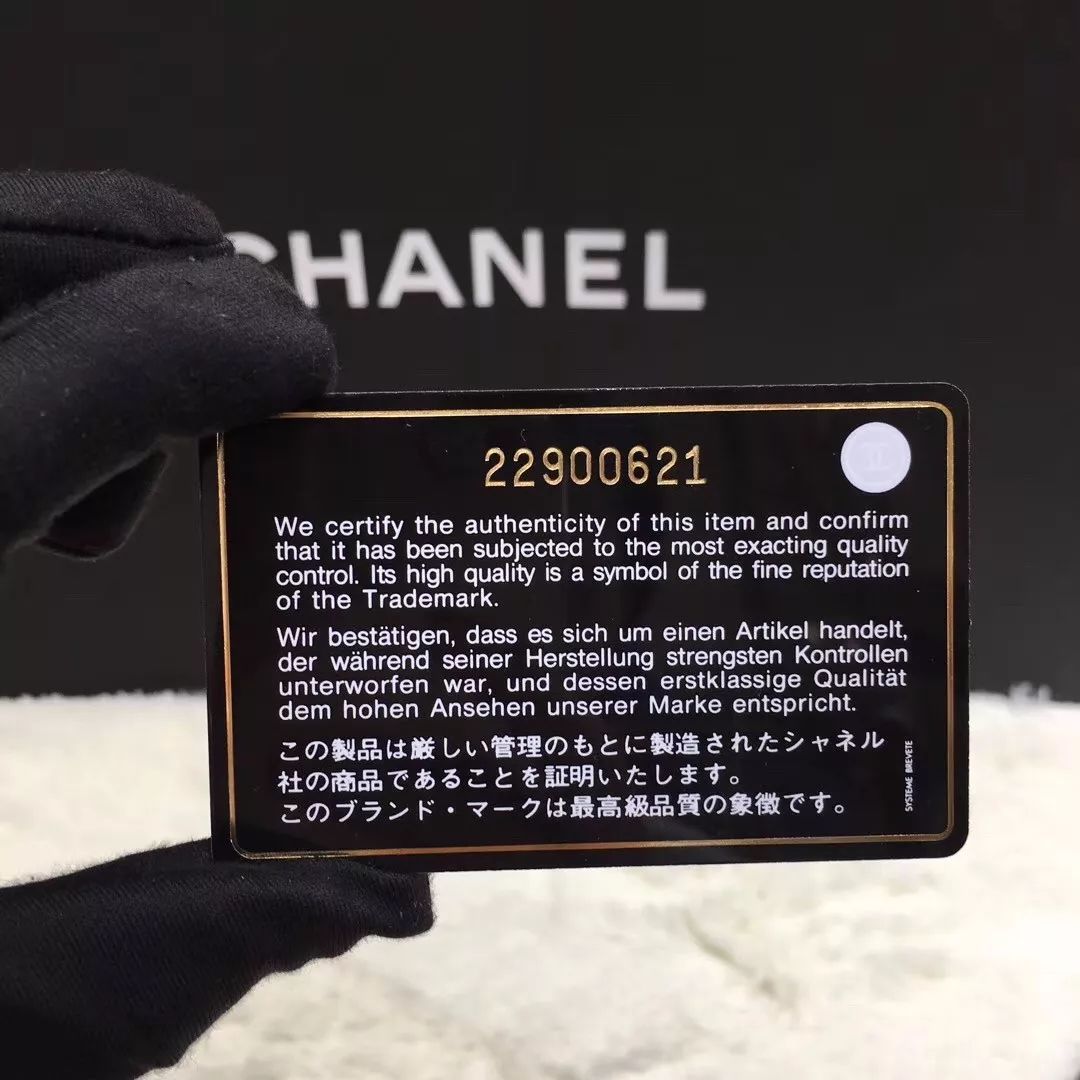 CHANEL
22900621
We certify the authenticity of this item and confirm
that it has been subjected to the most exacting quality
control. Its high quality is a symbol of the fine reputation
of the Trademark.
Wir bestätigen, dass es sich um einen Artikel handelt,
der während seiner Herstellung strengsten Kontrollen
unterworfen war, und dessen erstklassige Qualität
dem hohen Ansehen unserer Marke entspricht.
この製品は厳しい管理のもとに製造されたシャネル
社の商品であることを証明いたします。
このブランド・マークは最高級品質の象徴です。
SYSTEME BREVETE